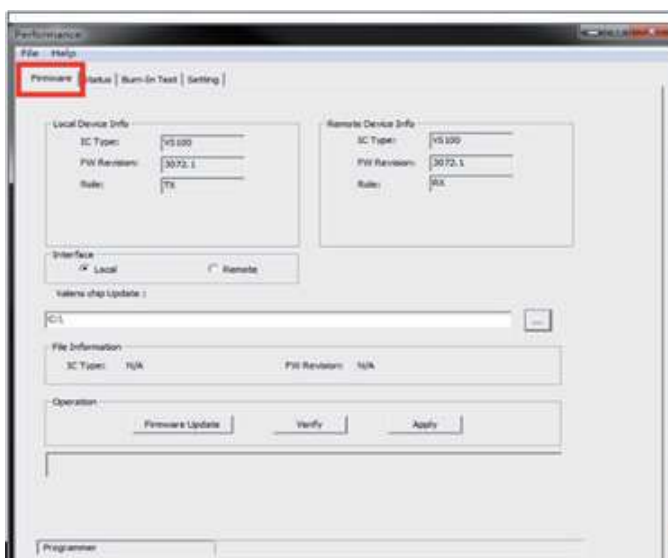 Performance
File Help
Firmware Status Burn-In Test Setting
Local Device Info
IC Type: VS100
FW Revision: 3072.1
Role: TX
Remote Device Info
IC Type: VS100
FW Revision: 3072.1
Role: RX
Interface
Local Remote
Valens chip Update :
C:\
...
File Information
IC Type: N/A FW Revision: N/A
Operation
Firmware Update Verify Apply
Programmer